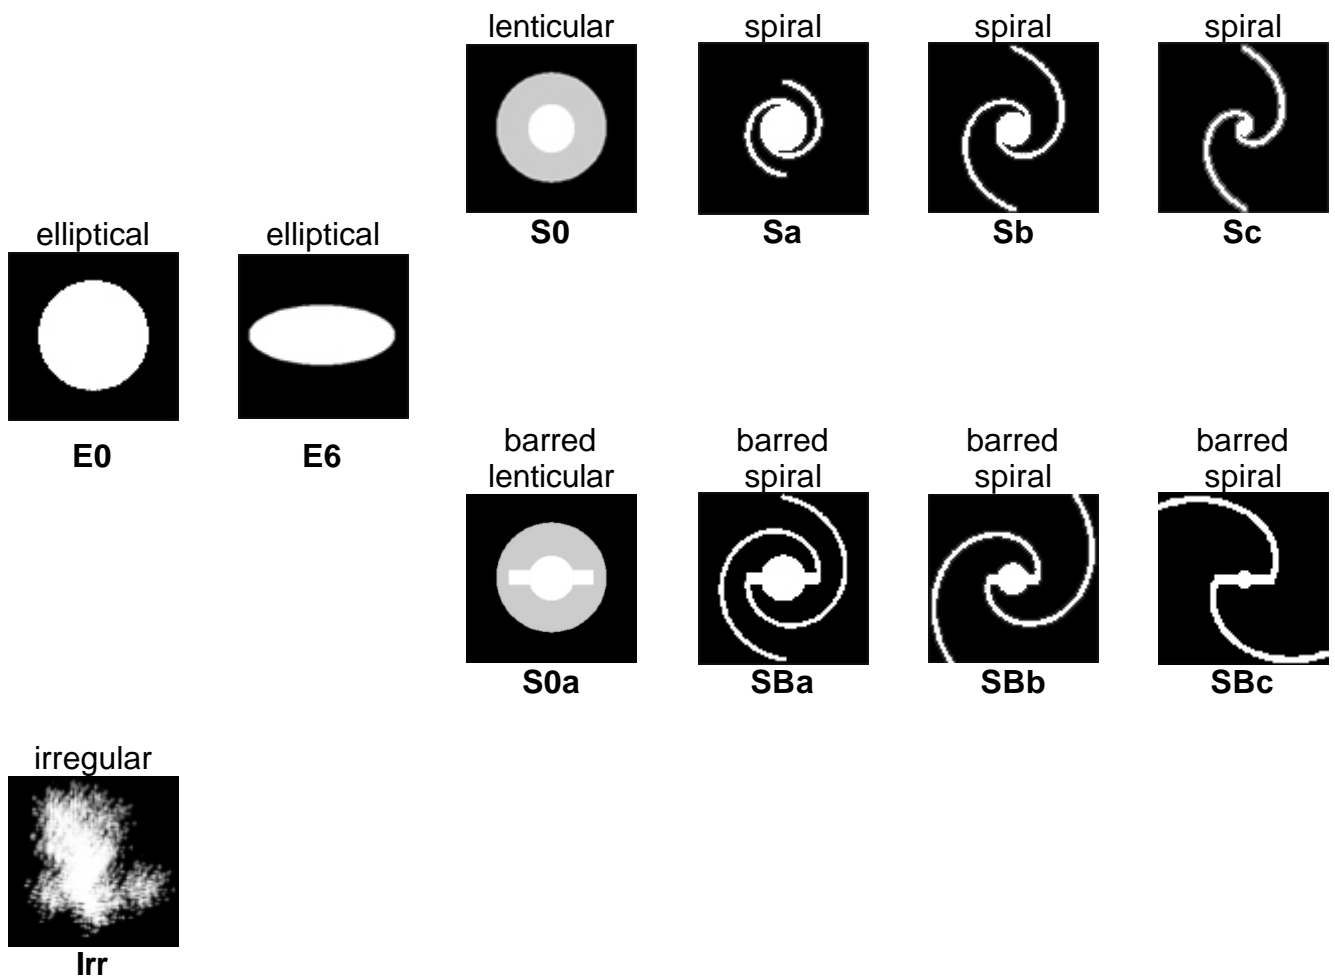 lenticular
spiral
spiral
spiral
S0
Sa
Sb
Sc
elliptical
elliptical
E0
E6
barred
lenticular
barred
spiral
barred
spiral
barred
spiral
S0a
SBa
SBb
SBc
irregular
Irr